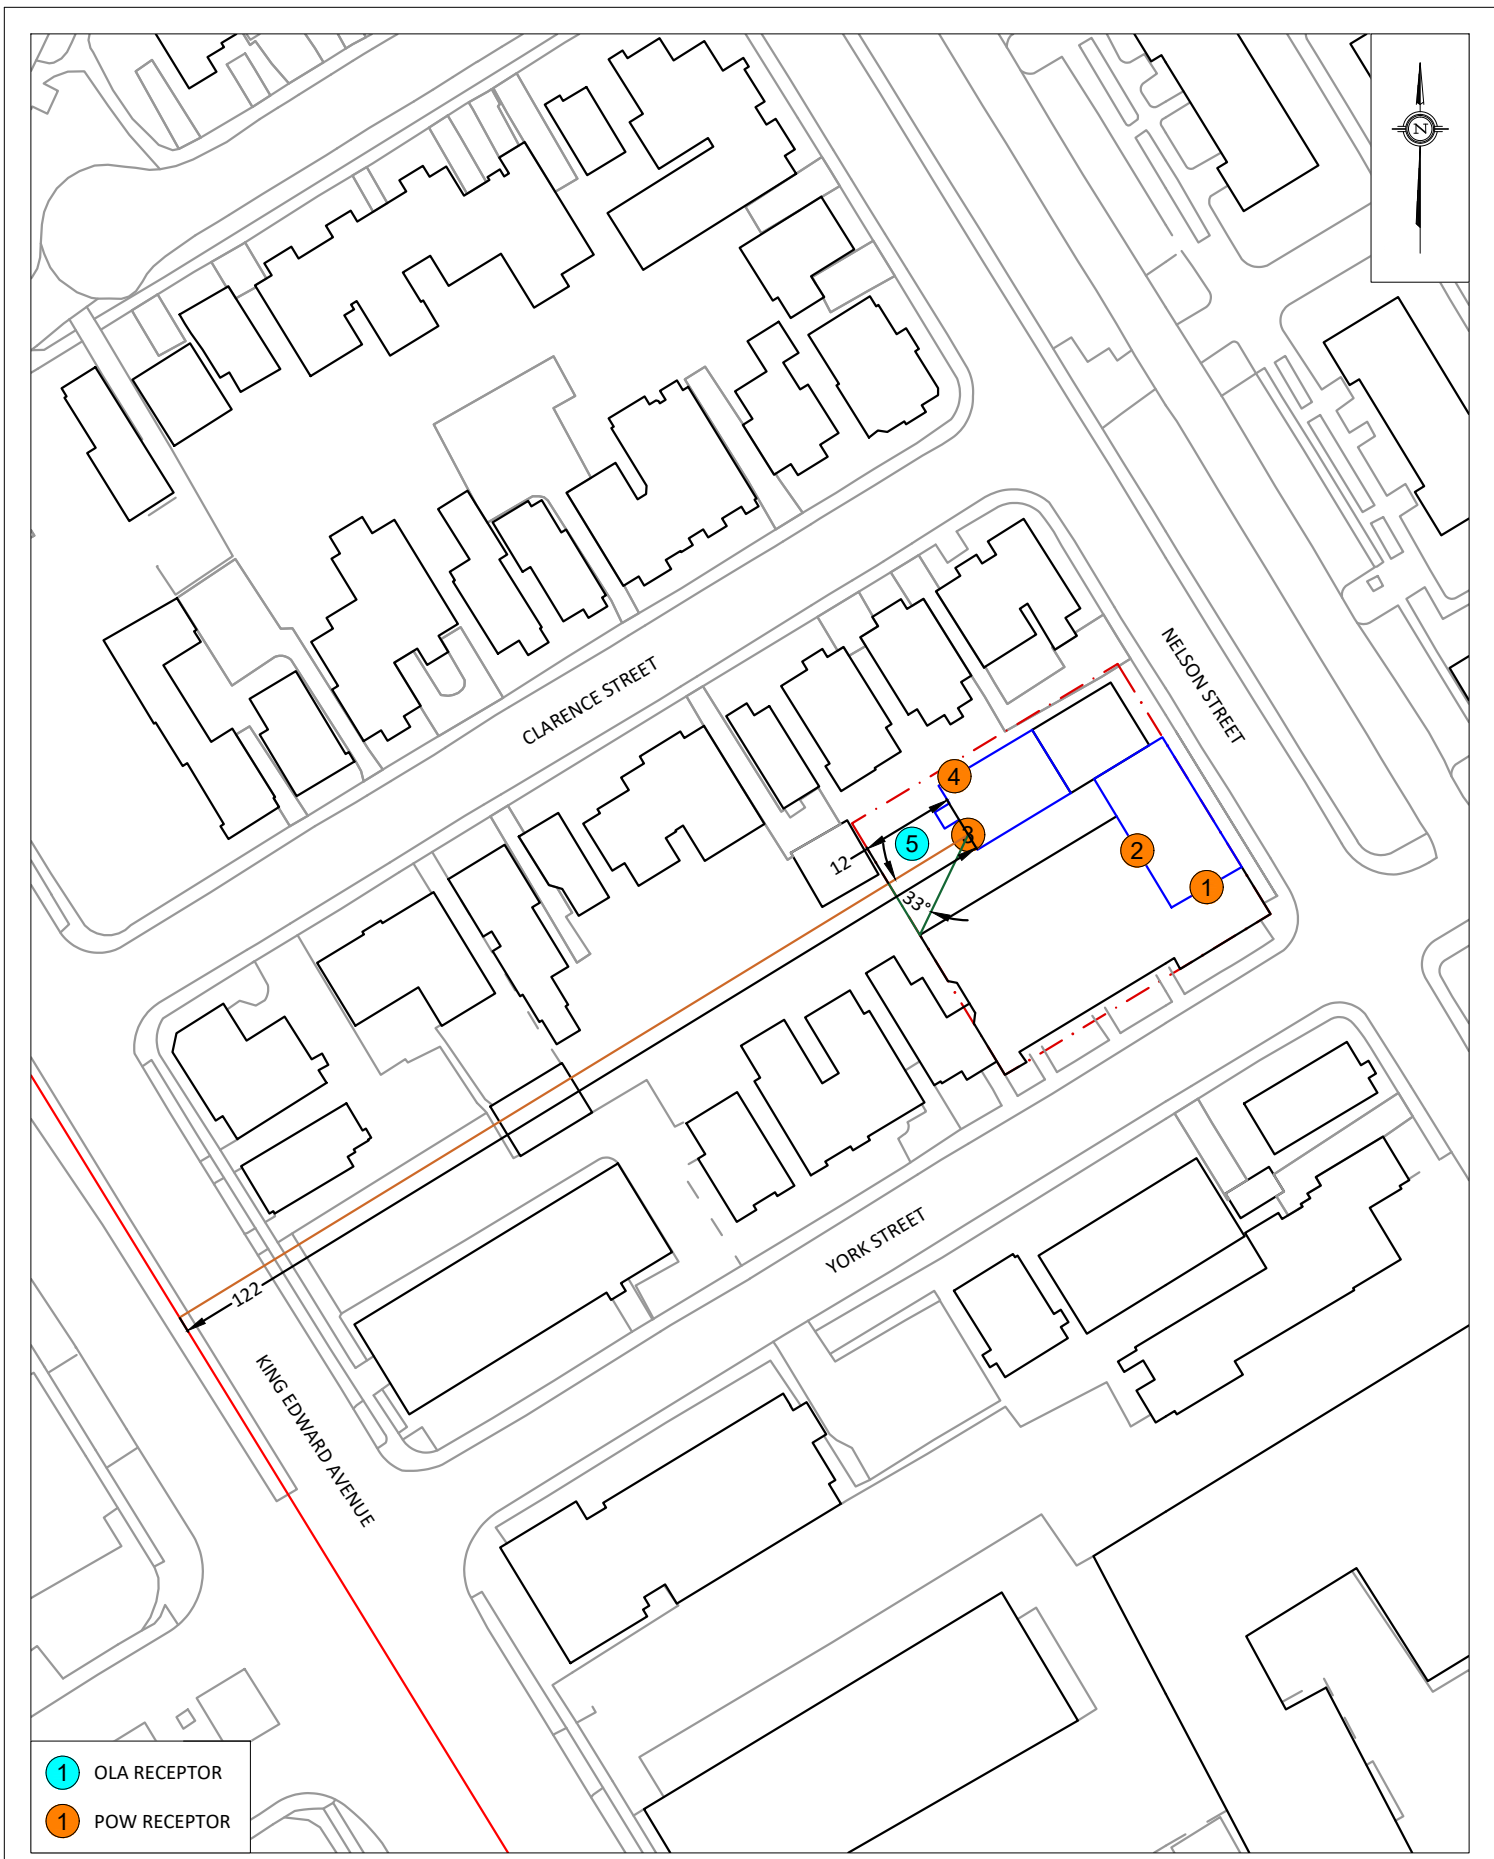 N
CLARENCE STREET
NELSON STREET
4
3
5
12
2
33°
1
122
YORK STREET
KING EDWARD AVENUE
1 OLA RECEPTOR
1 POW RECEPTOR